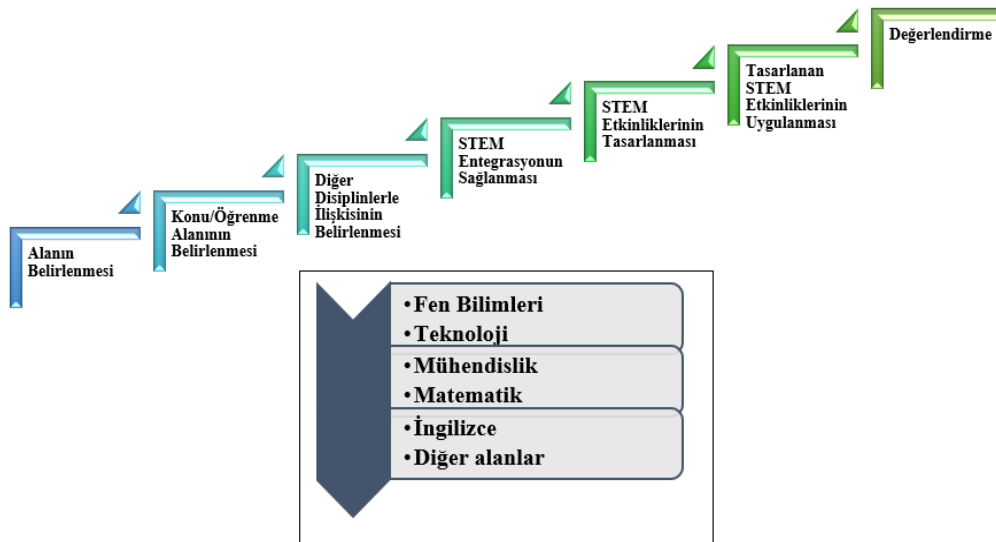 Alanın
Belirlenmesi
Konu/Öğrenme
Alanının
Belirlenmesi
Diğer
Disiplinlerle
İlişkisinin
Belirlenmesi
STEM
Entegrasyonun
Sağlanması
STEM
Etkinliklerinin
Tasarlanması
Tasarlanan
STEM
Etkinliklerinin
Uygulanması
Değerlendirme
•Fen Bilimleri
•Teknoloji
•Mühendislik
•Matematik
•İngilizce
•Diğer alanlar